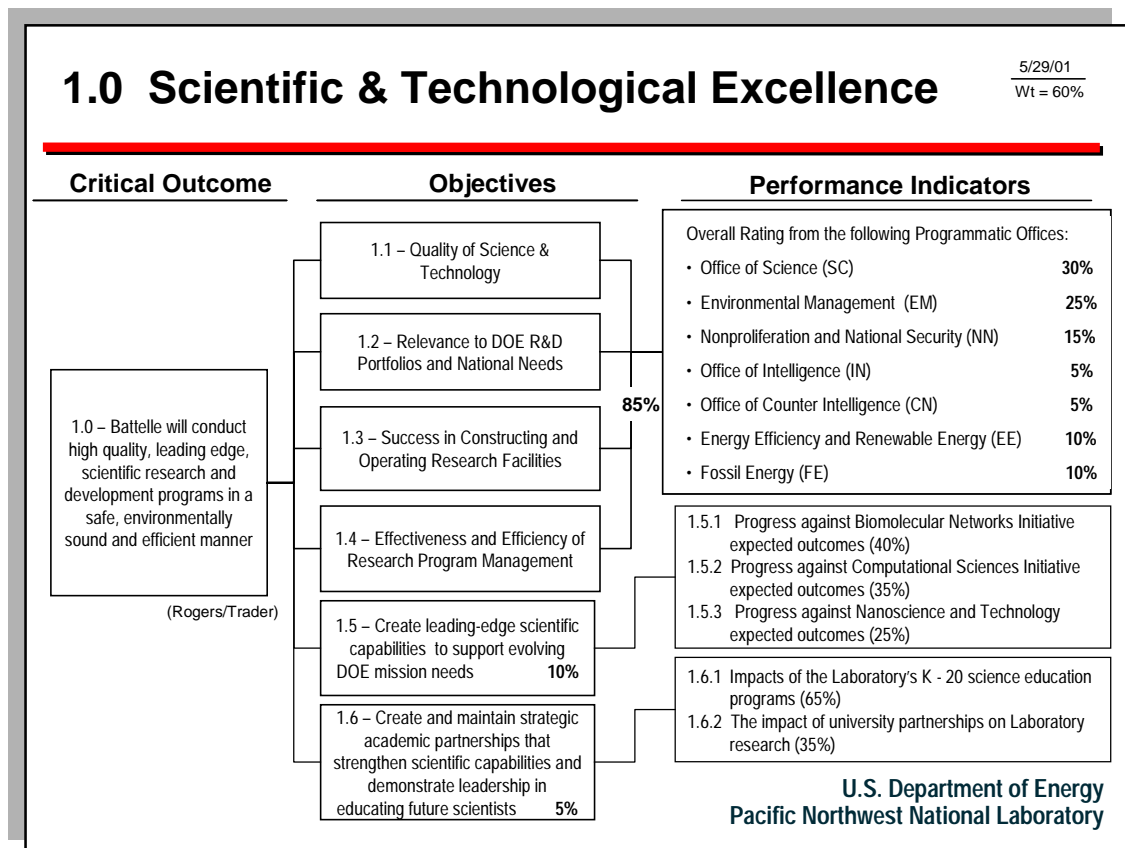 1.0 Scientific & Technological Excellence
5/29/01
Wt = 60%
Critical Outcome
Objectives
Performance Indicators
1.0 – Battelle will conduct
high quality, leading edge,
scientific research and
development programs in a
safe, environmentally
sound and efficient manner
(Rogers/Trader)
1.1 – Quality of Science &
Technology
1.2 – Relevance to DOE R&D
Portfolios and National Needs
1.3 – Success in Constructing and
Operating Research Facilities
1.4 – Effectiveness and Efficiency of
Research Program Management
1.5 – Create leading-edge scientific
capabilities to support evolving
DOE mission needs 10%
1.6 – Create and maintain strategic
academic partnerships that
strengthen scientific capabilities and
demonstrate leadership in
educating future scientists 5%
85%
Overall Rating from the following Programmatic Offices:
• Office of Science (SC) 30%
• Environmental Management (EM) 25%
• Nonproliferation and National Security (NN) 15%
• Office of Intelligence (IN) 5%
• Office of Counter Intelligence (CN) 5%
• Energy Efficiency and Renewable Energy (EE) 10%
• Fossil Energy (FE) 10%
1.5.1 Progress against Biomolecular Networks Initiative
expected outcomes (40%)
1.5.2 Progress against Computational Sciences Initiative
expected outcomes (35%)
1.5.3 Progress against Nanoscience and Technology
expected outcomes (25%)
1.6.1 Impacts of the Laboratory's K - 20 science education
programs (65%)
1.6.2 The impact of university partnerships on Laboratory
research (35%)
U.S. Department of Energy
Pacific Northwest National Laboratory